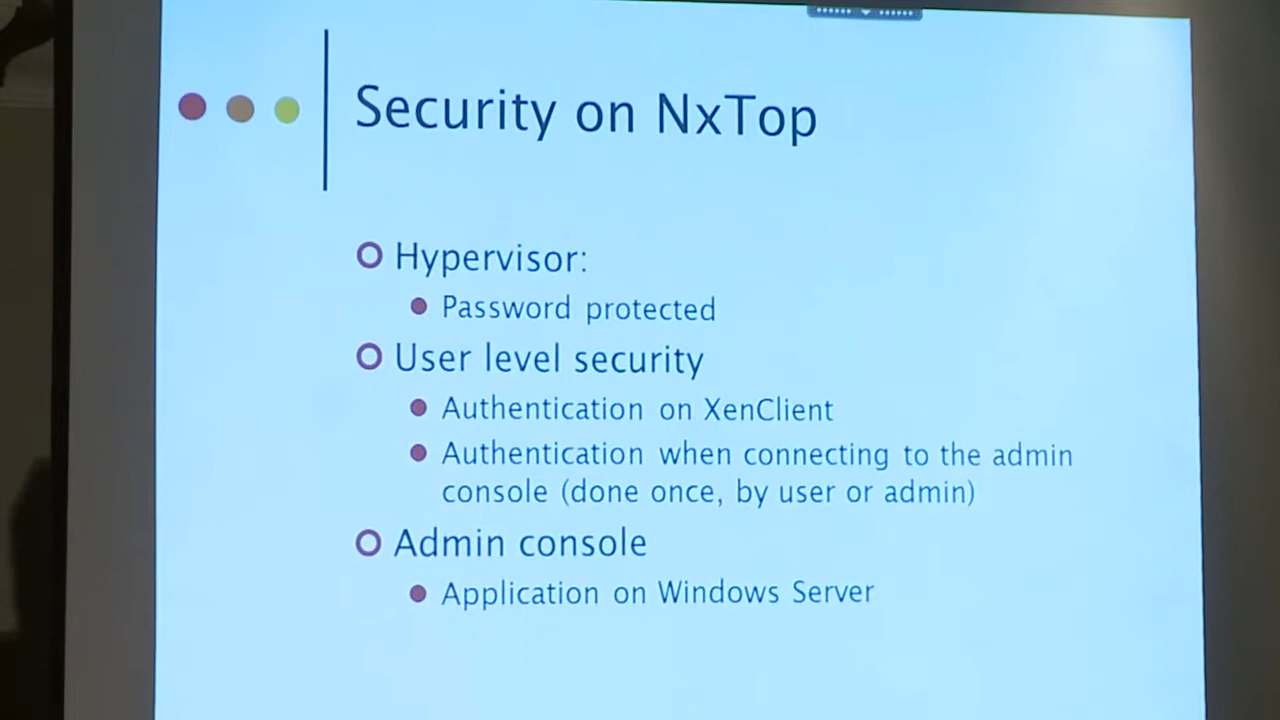 Security on NxTop
Hypervisor:
Password protected
User level security
Authentication on XenClient
Authentication when connecting to the admin
console (done once, by user or admin)
Admin console
Application on Windows Server